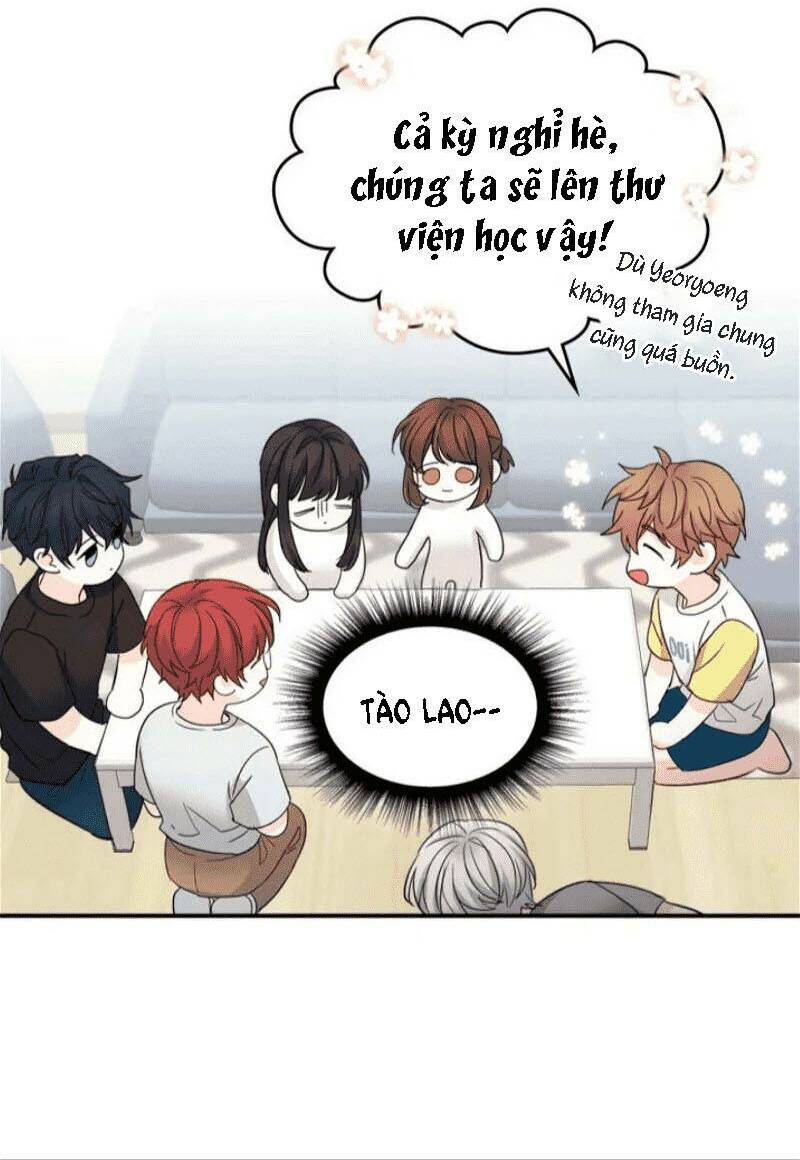 Cả kỳ nghỉ hè,
chúng ta sẽ lên thư
viện học vậy!
Dù Yeoryoeng
không tham gia chung
cũng quá buồn.
TÀO LAO--